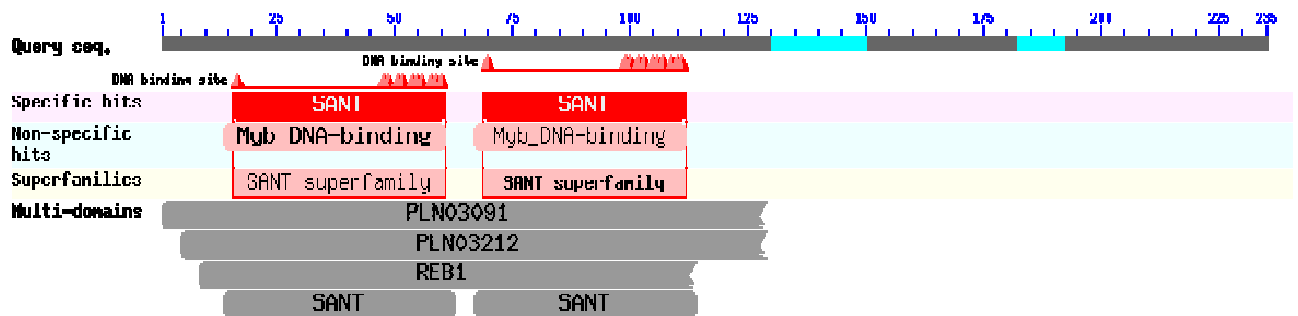 1 25 50 75 100 125 150 175 200 225 235
Query seq.
DNA binding site
DNA binding site
Specific hits SANT SANT
Non-specific hits Myb DNA-binding Myb_DNA-binding
Superfamilies SANT superfamily SANT superfamily
Multi-domains PLN03091
PLN03212
REB1
SANT SANT